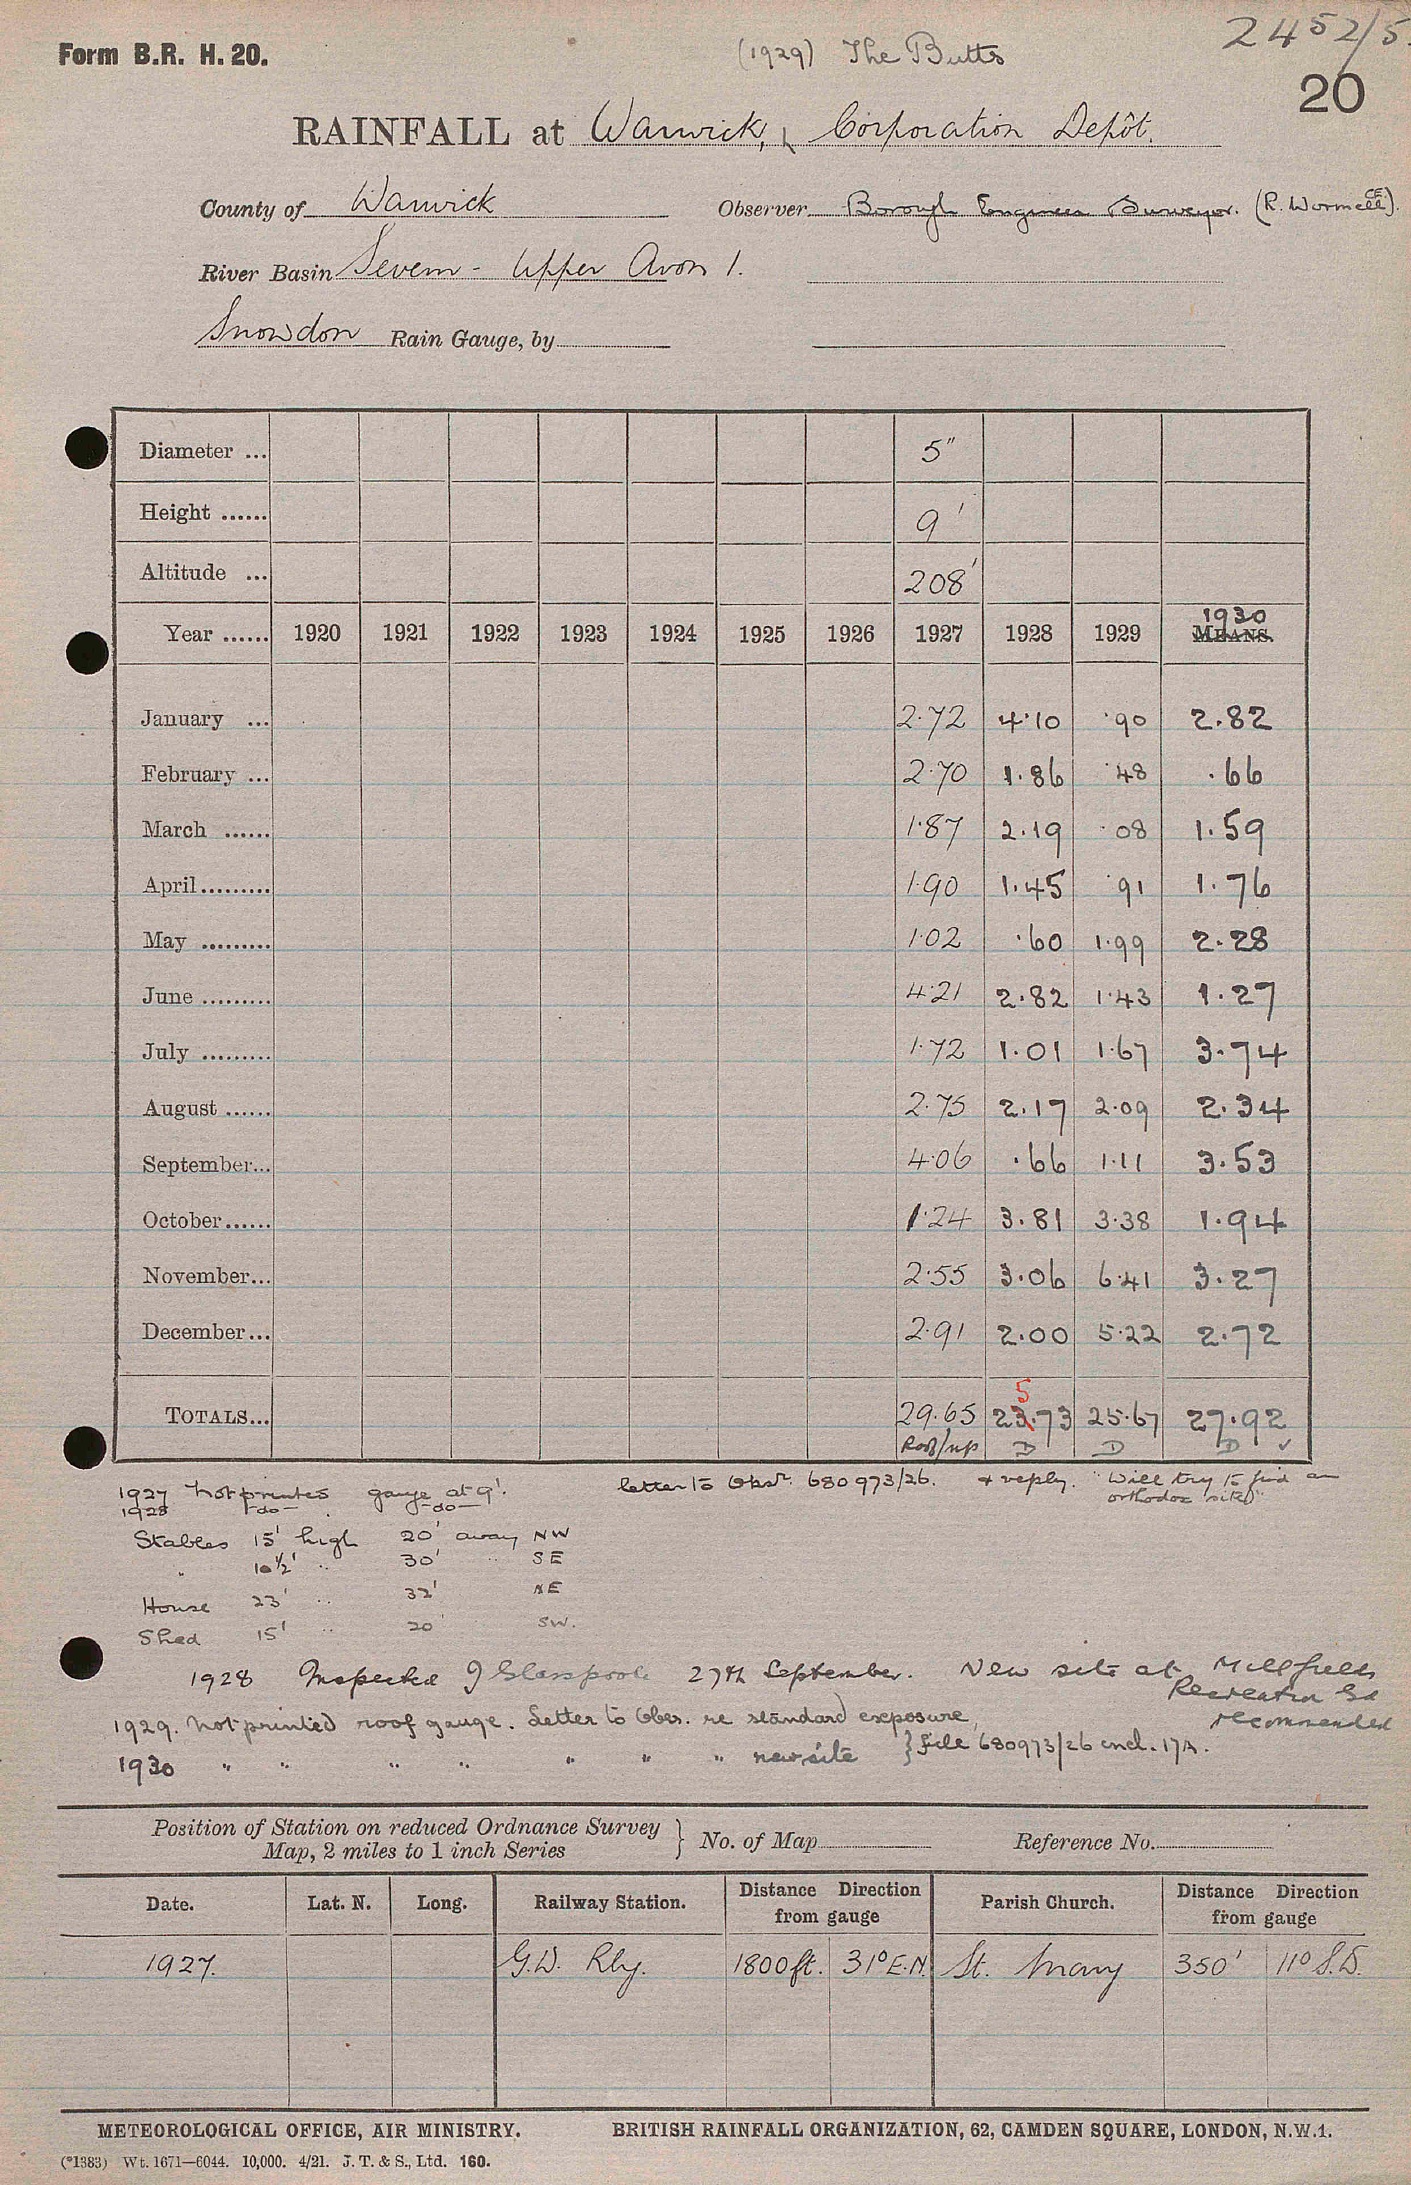 2452/5.
Form B.R. H. 20.
(1929) The Butts
20
RAINFALL at Warwick, Corporation Depôt.
County of Warwick Observer Borough Engineer Surveyor. (R. Wormell CE).
River Basin Severn - Upper Avon 1.
Snowdon Rain Gauge, by
Diameter ... 5"
Height ...... 9'
Altitude ... 208'
1930
Year ...... 1920 1921 1922 1923 1924 1925 1926 1927 1928 1929 MEANS.
January ... 2.72 4.10 .90 2.82
February ... 2.70 1.86 .48 .66
March ...... 1.87 2.19 .08 1.59
April ......... 1.90 1.45 .91 1.76
May ......... 1.02 .60 1.99 2.28
June ......... 4.21 2.82 1.43 1.27
July ......... 1.72 1.01 1.67 3.74
August ...... 2.75 2.17 2.09 2.34
September... 4.06 .66 1.11 3.53
October...... 1.24 3.81 3.38 1.94
November... 2.55 3.06 6.41 3.27
December... 2.91 2.00 5.22 2.72
5
TOTALS... 29.65 23.73 25.67 27.92
Roof/np D D D ✓
1927 not printed gauge at 9'. letter to Obsr. 680973/26. & reply. "Will try to find an
1928 -do- -do- orthodox site"
Stables 15' high 20' away NW
" 10½' " 30' " SE
House 23' " 32' NE
Shed 15' " 20' SW.
1928 Inspected J Glasspoole 27th September. New site at Millfields
Recreation Gd
recommended
1929. Not printed roof gauge. Letter to Obsr. re standard exposure,
1930 " " " " " " " new site } file 680973/26 encl. 17A.
Position of Station on reduced Ordnance Survey
Map, 2 miles to 1 inch Series } No. of Map Reference No.
Date. Lat. N. Long. Railway Station. Distance Direction from gauge Parish Church. Distance Direction from gauge
1927. G.W. Rly. 1800 ft. 31° E.N. St. Mary 350' 11° S.W.
METEOROLOGICAL OFFICE, AIR MINISTRY. BRITISH RAINFALL ORGANIZATION, 62, CAMDEN SQUARE, LONDON, N.W.1.
(*1383) Wt. 1671—6044. 10,000. 4/21. J. T. & S., Ltd. 160.